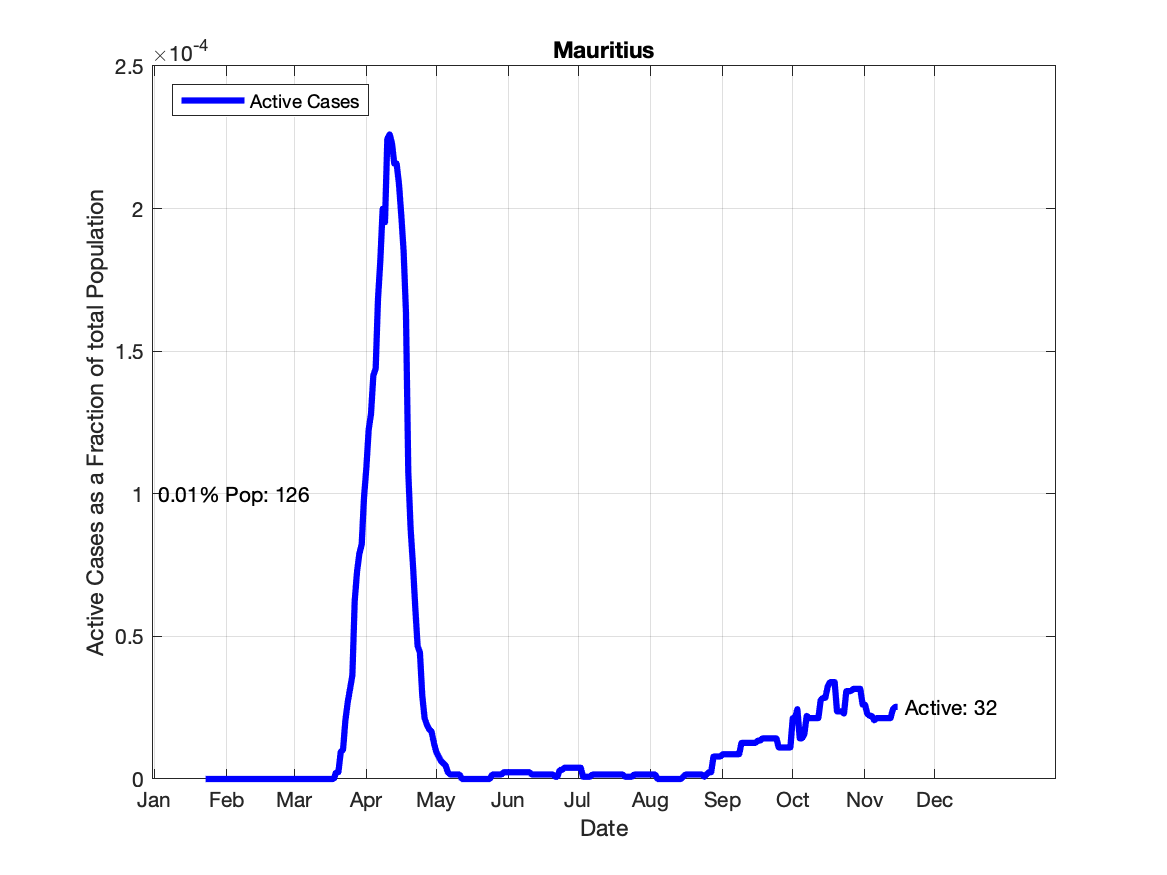 Mauritius
×10-4
2.5
2
1.5
1
0.5
0
Active Cases
Active Cases as a Fraction of total Population
0.01% Pop: 126
Active: 32
Jan Feb Mar Apr May Jun Jul Aug Sep Oct Nov Dec
Date